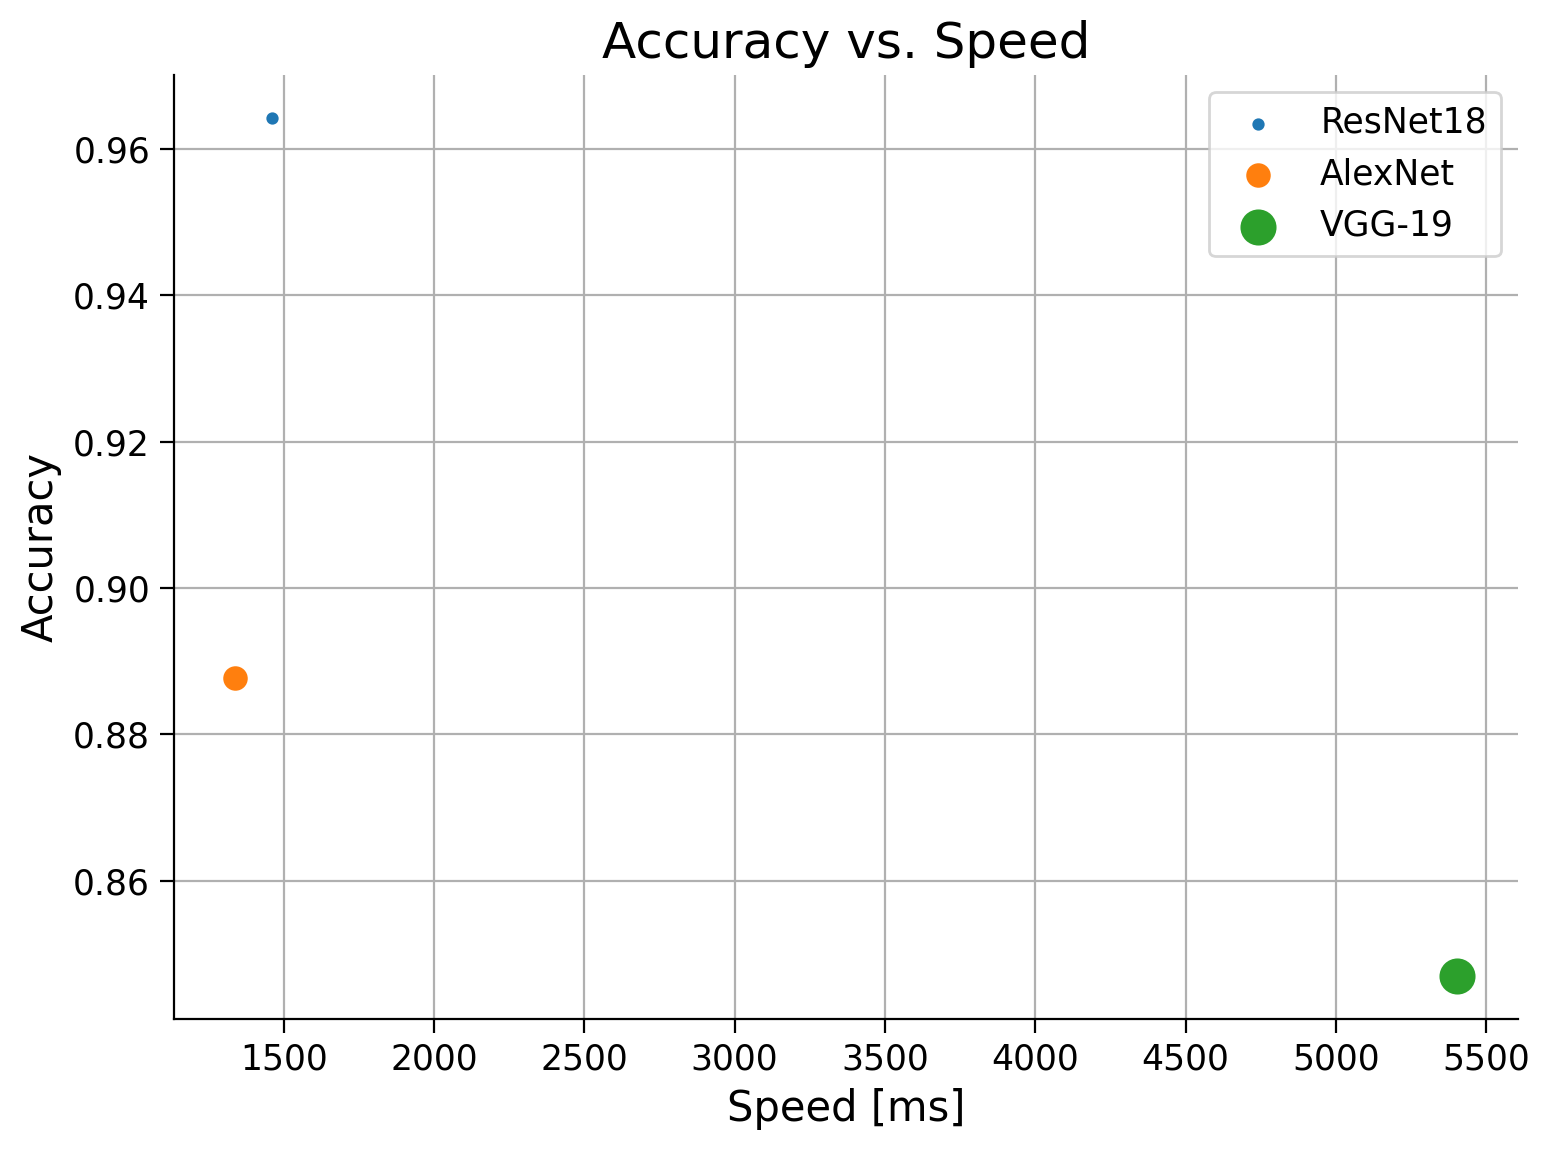 Accuracy vs. Speed
ResNet18
AlexNet
VGG-19
0.96
0.94
0.92
0.90
0.88
0.86
Accuracy
1500 2000 2500 3000 3500 4000 4500 5000 5500
Speed [ms]